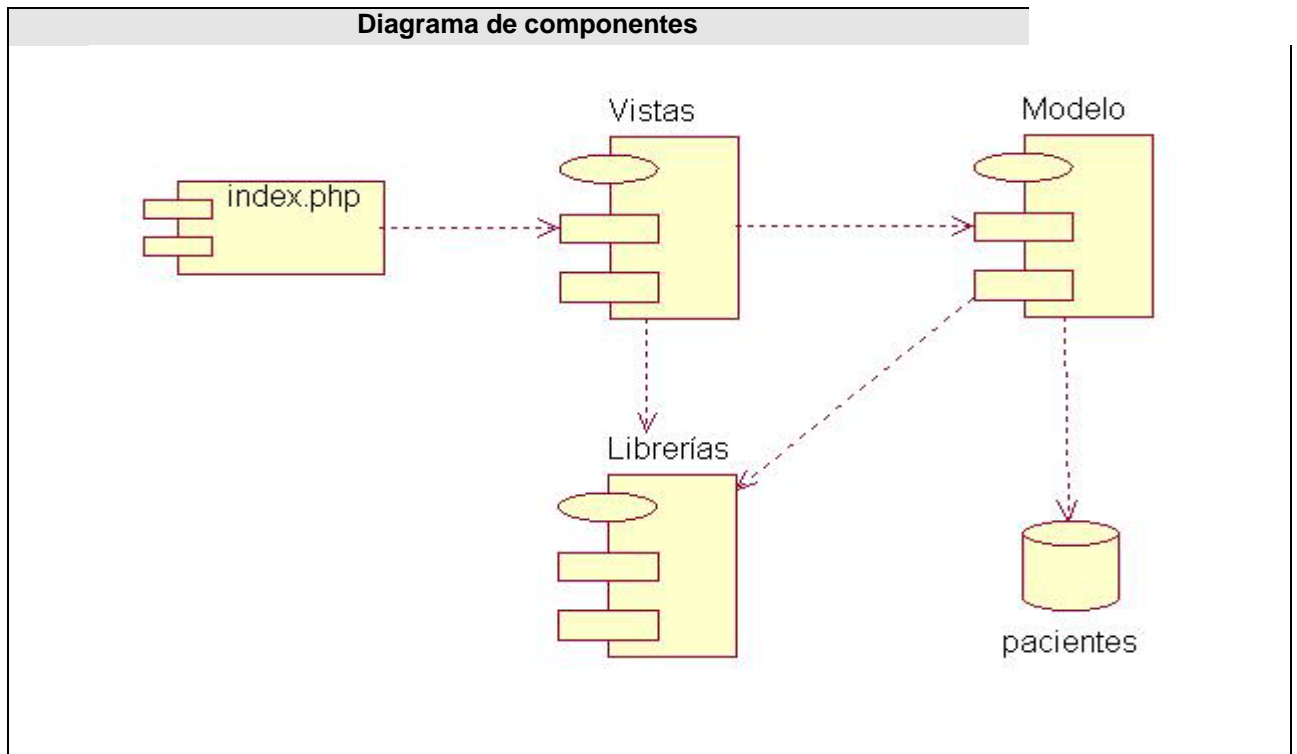 Diagrama de componentes
Vistas
Modelo
index.php
Librerías
pacientes